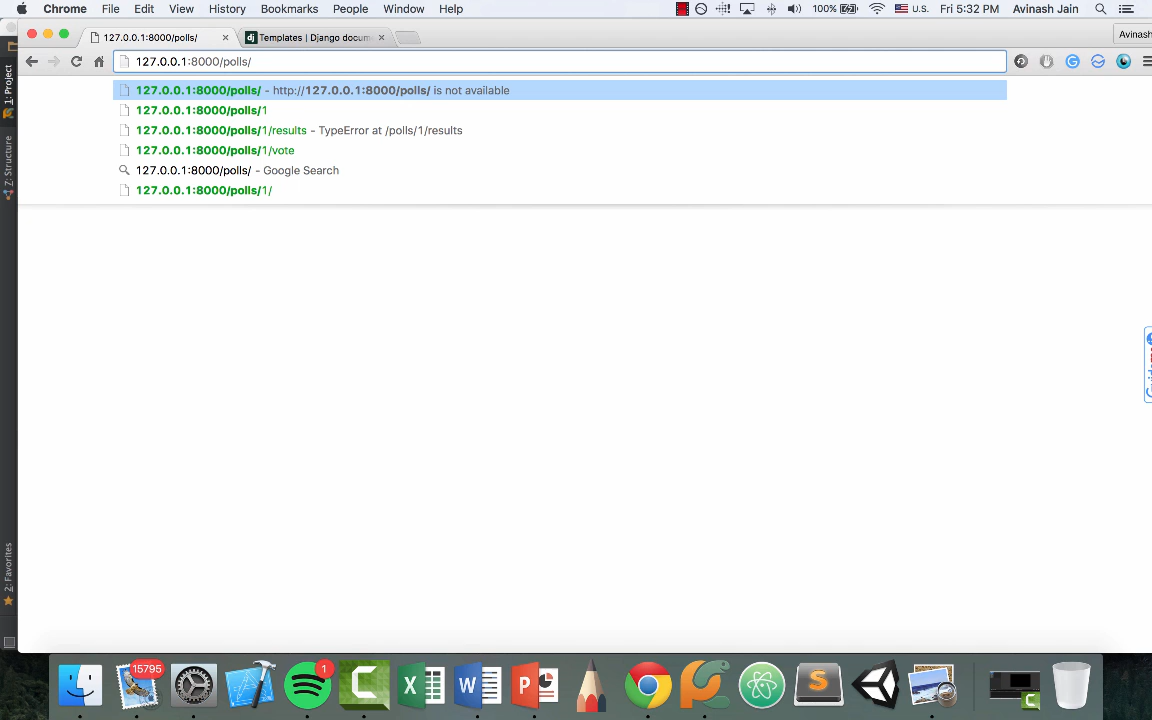 Chrome File Edit View History Bookmarks People Window Help 100% U.S. Fri 5:32 PM Avinash Jain
127.0.0.1:8000/polls/ Templates | Django docum Avinash
127.0.0.1:8000/polls/
127.0.0.1:8000/polls/ - http://127.0.0.1:8000/polls/ is not available
127.0.0.1:8000/polls/1
127.0.0.1:8000/polls/1/results - TypeError at /polls/1/results
127.0.0.1:8000/polls/1/vote
127.0.0.1:8000/polls/ - Google Search
127.0.0.1:8000/polls/1/
1: Project
Z: Structure
2: Favorites
15795
1